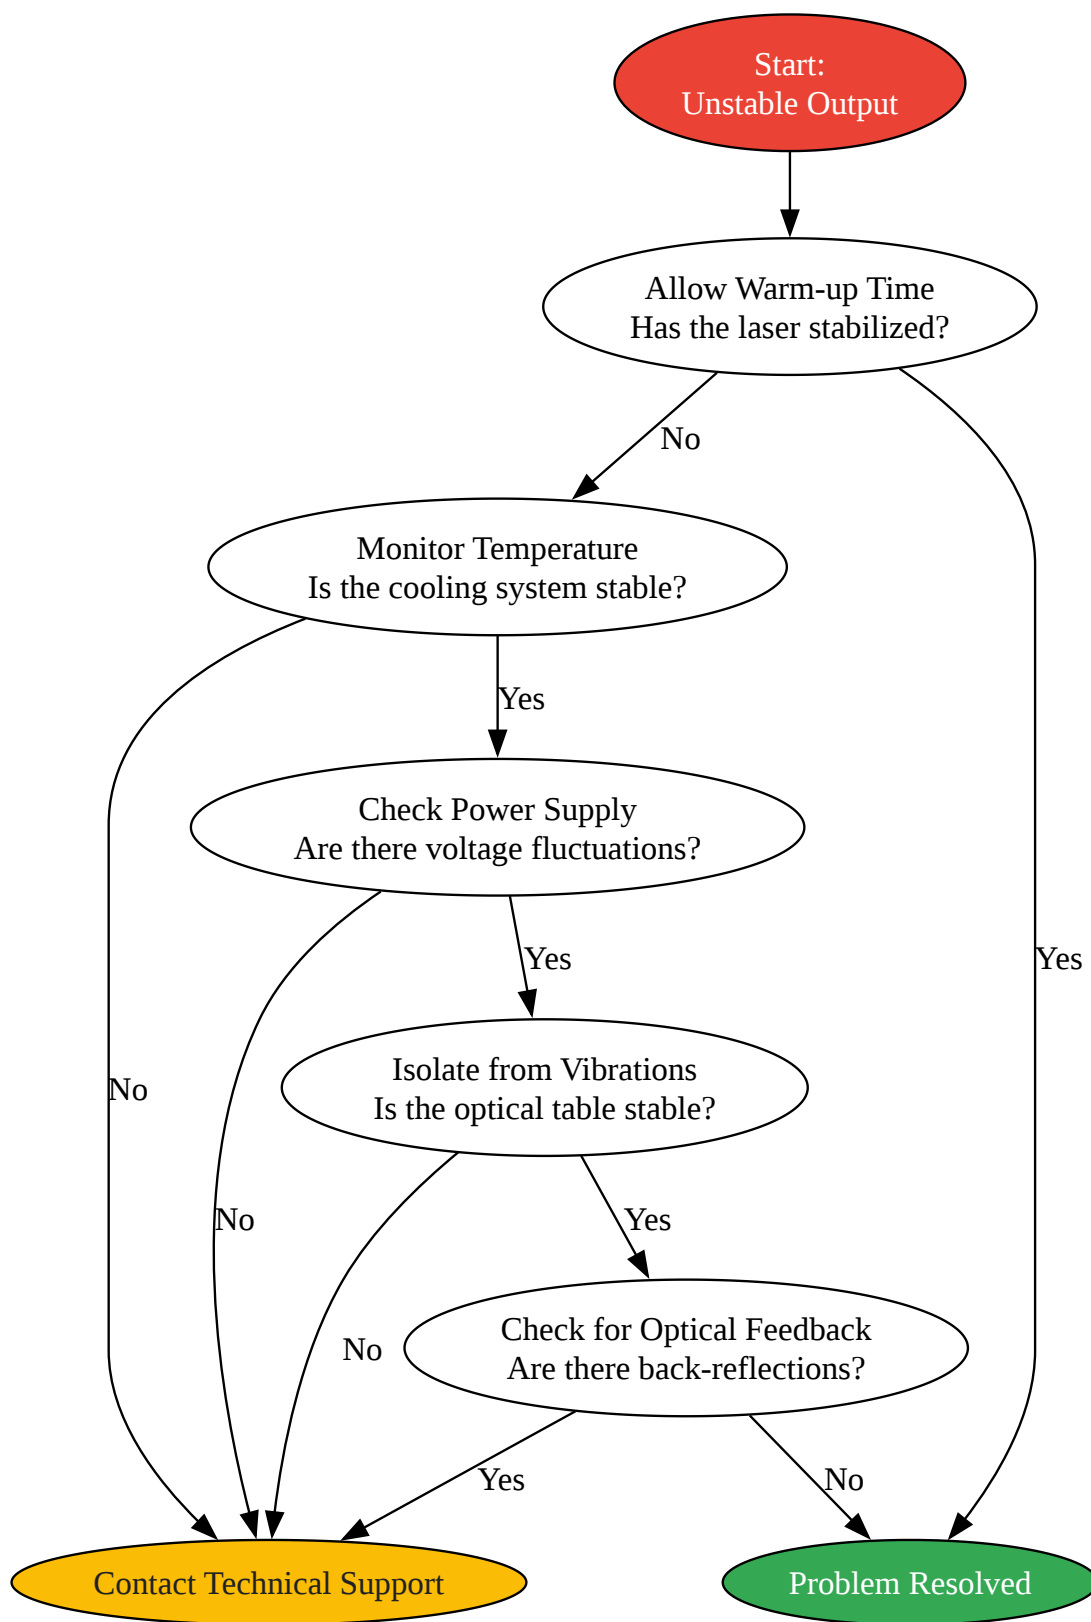 Start:
Unstable Output
Allow Warm-up Time
Has the laser stabilized?
No
Monitor Temperature
Is the cooling system stable?
Yes
Check Power Supply
Are there voltage fluctuations?
Yes
Yes
Isolate from Vibrations
Is the optical table stable?
No
No
Yes
Check for Optical Feedback
Are there back-reflections?
No
Yes
No
Contact Technical Support
Problem Resolved